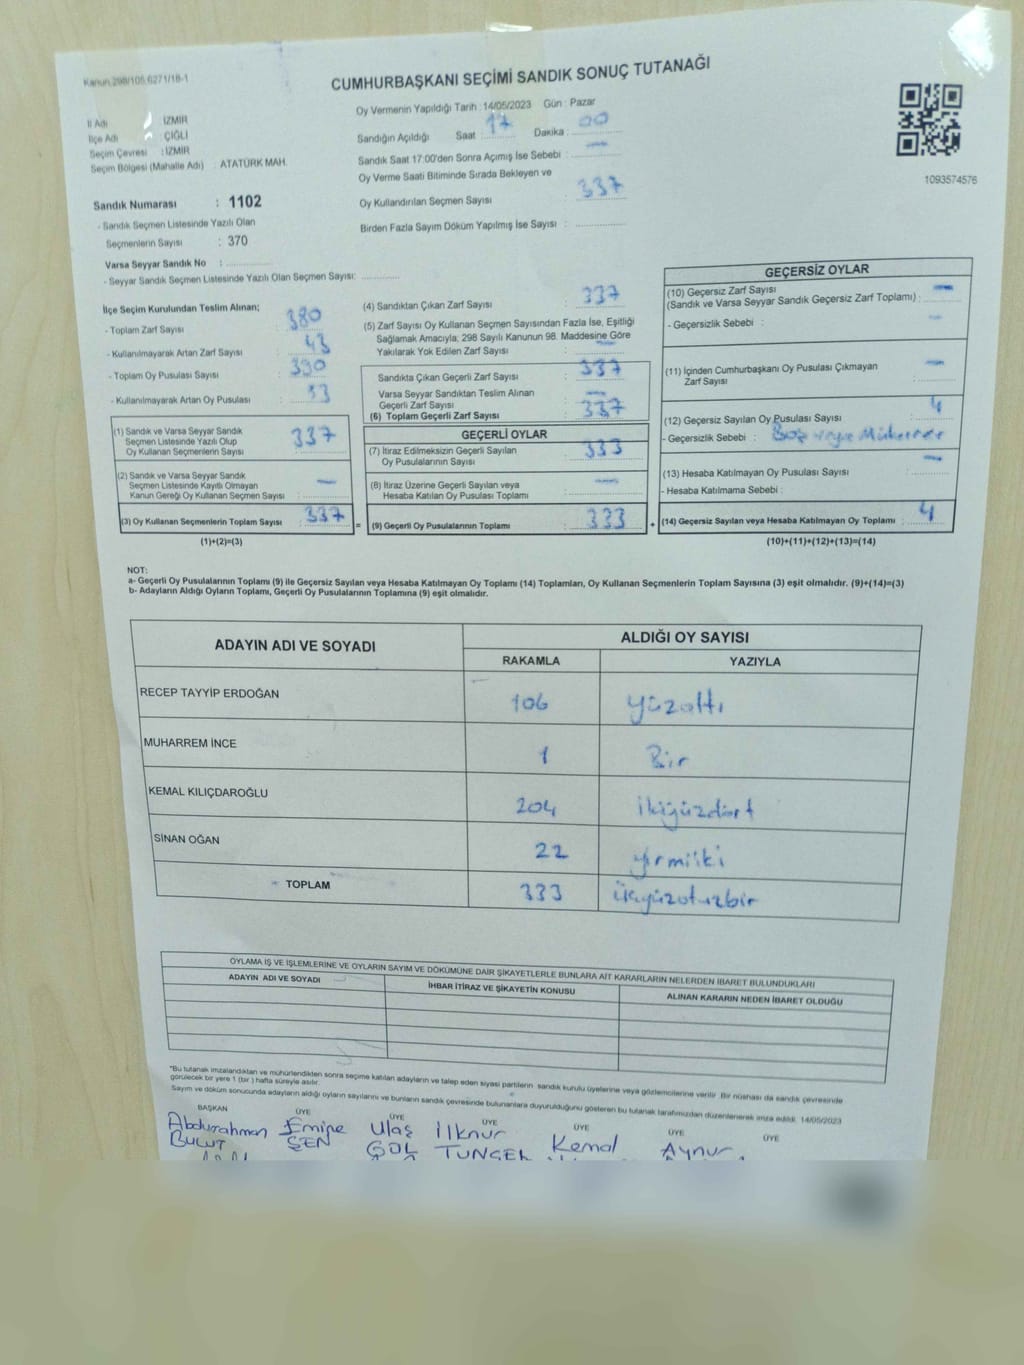 Kanun 298/105,6271/18-1
CUMHURBAŞKANI SEÇİMİ SANDIK SONUÇ TUTANAĞI
Oy Vermenin Yapıldığı Tarih : 14/05/2023 Gün : Pazar
İl Adı : İZMİR
İlçe Adı : ÇİĞLİ
Seçim Çevresi : İZMİR
Seçim Bölgesi (Mahalle Adı) : ATATÜRK MAH.
Sandığın Açıldığı Saat : 17 Dakika : 00
Sandık Saat 17:00'den Sonra Açımış İse Sebebi : —
Oy Verme Saati Bitiminde Sırada Bekleyen ve
Oy Kullandırılan Seçmen Sayısı : 337
Birden Fazla Sayım Döküm Yapılmış İse Sayısı :
1093574576
Sandık Numarası : 1102
- Sandık Seçmen Listesinde Yazılı Olan
Seçmenlerin Sayısı : 370
Varsa Seyyar Sandık No :
- Seyyar Sandık Seçmen Listesinde Yazılı Olan Seçmen Sayısı:
İlçe Seçim Kurulundan Teslim Alınan;
- Toplam Zarf Sayısı : 380
- Kullanılmayarak Artan Zarf Sayısı : 43
- Toplam Oy Pusulası Sayısı :
- Kullanılmayarak Artan Oy Pusulası :
(1) Sandık ve Varsa Seyyar Sandık
Seçmen Listesinde Yazılı Olup
Oy Kullanan Seçmenlerin Sayısı : 337
(2) Sandık ve Varsa Seyyar Sandık
Seçmen Listesinde Kayıtlı Olmayan
Kanun Gereği Oy Kullanan Seçmen Sayısı : —
(3) Oy Kullanan Seçmenlerin Toplam Sayısı : 337 =
(1)+(2)=(3)
(4) Sandıktan Çıkan Zarf Sayısı : 337
(5) Zarf Sayısı Oy Kullanan Seçmen Sayısından Fazla İse, Eşitliği
Sağlamak Amacıyla; 298 Sayılı Kanunun 98. Maddesine Göre
Yakılarak Yok Edilen Zarf Sayısı : —
Sandıkta Çıkan Geçerli Zarf Sayısı : 337
Varsa Seyyar Sandıktan Teslim Alınan
Geçerli Zarf Sayısı : —
(6) Toplam Geçerli Zarf Sayısı : 337
GEÇERLİ OYLAR
(7) İtiraz Edilmeksizin Geçerli Sayılan
Oy Pusulalarının Sayısı : 333
(8) İtiraz Üzerine Geçerli Sayılan veya
Hesaba Katılan Oy Pusulası Toplamı : —
(9) Geçerli Oy Pusulalarının Toplamı : 333 +
GEÇERSİZ OYLAR
(10) Geçersiz Zarf Sayısı
(Sandık ve Varsa Seyyar Sandık Geçersiz Zarf Toplamı) : —
- Geçersizlik Sebebi : —
(11) İçinden Cumhurbaşkanı Oy Pusulası Çıkmayan
Zarf Sayısı : —
(12) Geçersiz Sayılan Oy Pusulası Sayısı : 4
- Geçersizlik Sebebi : Boş veya
(13) Hesaba Katılmayan Oy Pusulası Sayısı : —
- Hesaba Katılmama Sebebi :
(14) Geçersiz Sayılan veya Hesaba Katılmayan Oy Toplamı : 4
(10)+(11)+(12)+(13)=(14)
NOT:
a- Geçerli Oy Pusulalarının Toplamı (9) ile Geçersiz Sayılan veya Hesaba Katılmayan Oy Toplamı (14) Toplamları, Oy Kullanan Seçmenlerin Toplam Sayısına (3) eşit olmalıdır. (9)+(14)=(3)
b- Adayların Aldığı Oyların Toplamı, Geçerli Oy Pusulalarının Toplamına (9) eşit olmalıdır.
ADAYIN ADI VE SOYADI
ALDIĞI OY SAYISI
RAKAMLA YAZIYLA
RECEP TAYYİP ERDOĞAN 106 yüzaltı
MUHARREM İNCE 1 Bir
KEMAL KILIÇDAROĞLU 204 ikiyüzdört
SİNAN OĞAN 22 yirmiiki
TOPLAM 333 üçyüzotuzbir
OYLAMA İŞ VE İŞLEMLERİNE VE OYLARIN SAYIM VE DÖKÜMÜNE DAİR ŞİKAYETLERLE BUNLARA AİT KARARLARIN NELERDEN İBARET BULUNDUKLARI
ADAYIN ADI VE SOYADI İHBAR İTİRAZ VE ŞİKAYETİN KONUSU ALINAN KARARIN NEDEN İBARET OLDUĞU
"Bu tutanak imzalandıktan ve mühürlendikten sonra seçime katılan adayların ve talep eden siyasi partilerin sandık kurulu üyelerine veya gözlemcilerine verilir. Bir nüshası da sandık çevresinde
görülecek bir yere 1 (bir ) hafta süreyle asılır.
Sayım ve döküm sonucunda adayların aldığı oyların sayılarını ve bunların sandık çevresinde bulunanlara duyurulduğunu gösteren bu tutanak tarafımızdan düzenlenerek imza edildi. 14/05/2023
BAŞKAN ÜYE ÜYE ÜYE ÜYE ÜYE ÜYE
Abdurrahman Emine Ulaş İlknur Kemal Aynur
BULUT ŞEN GÖL